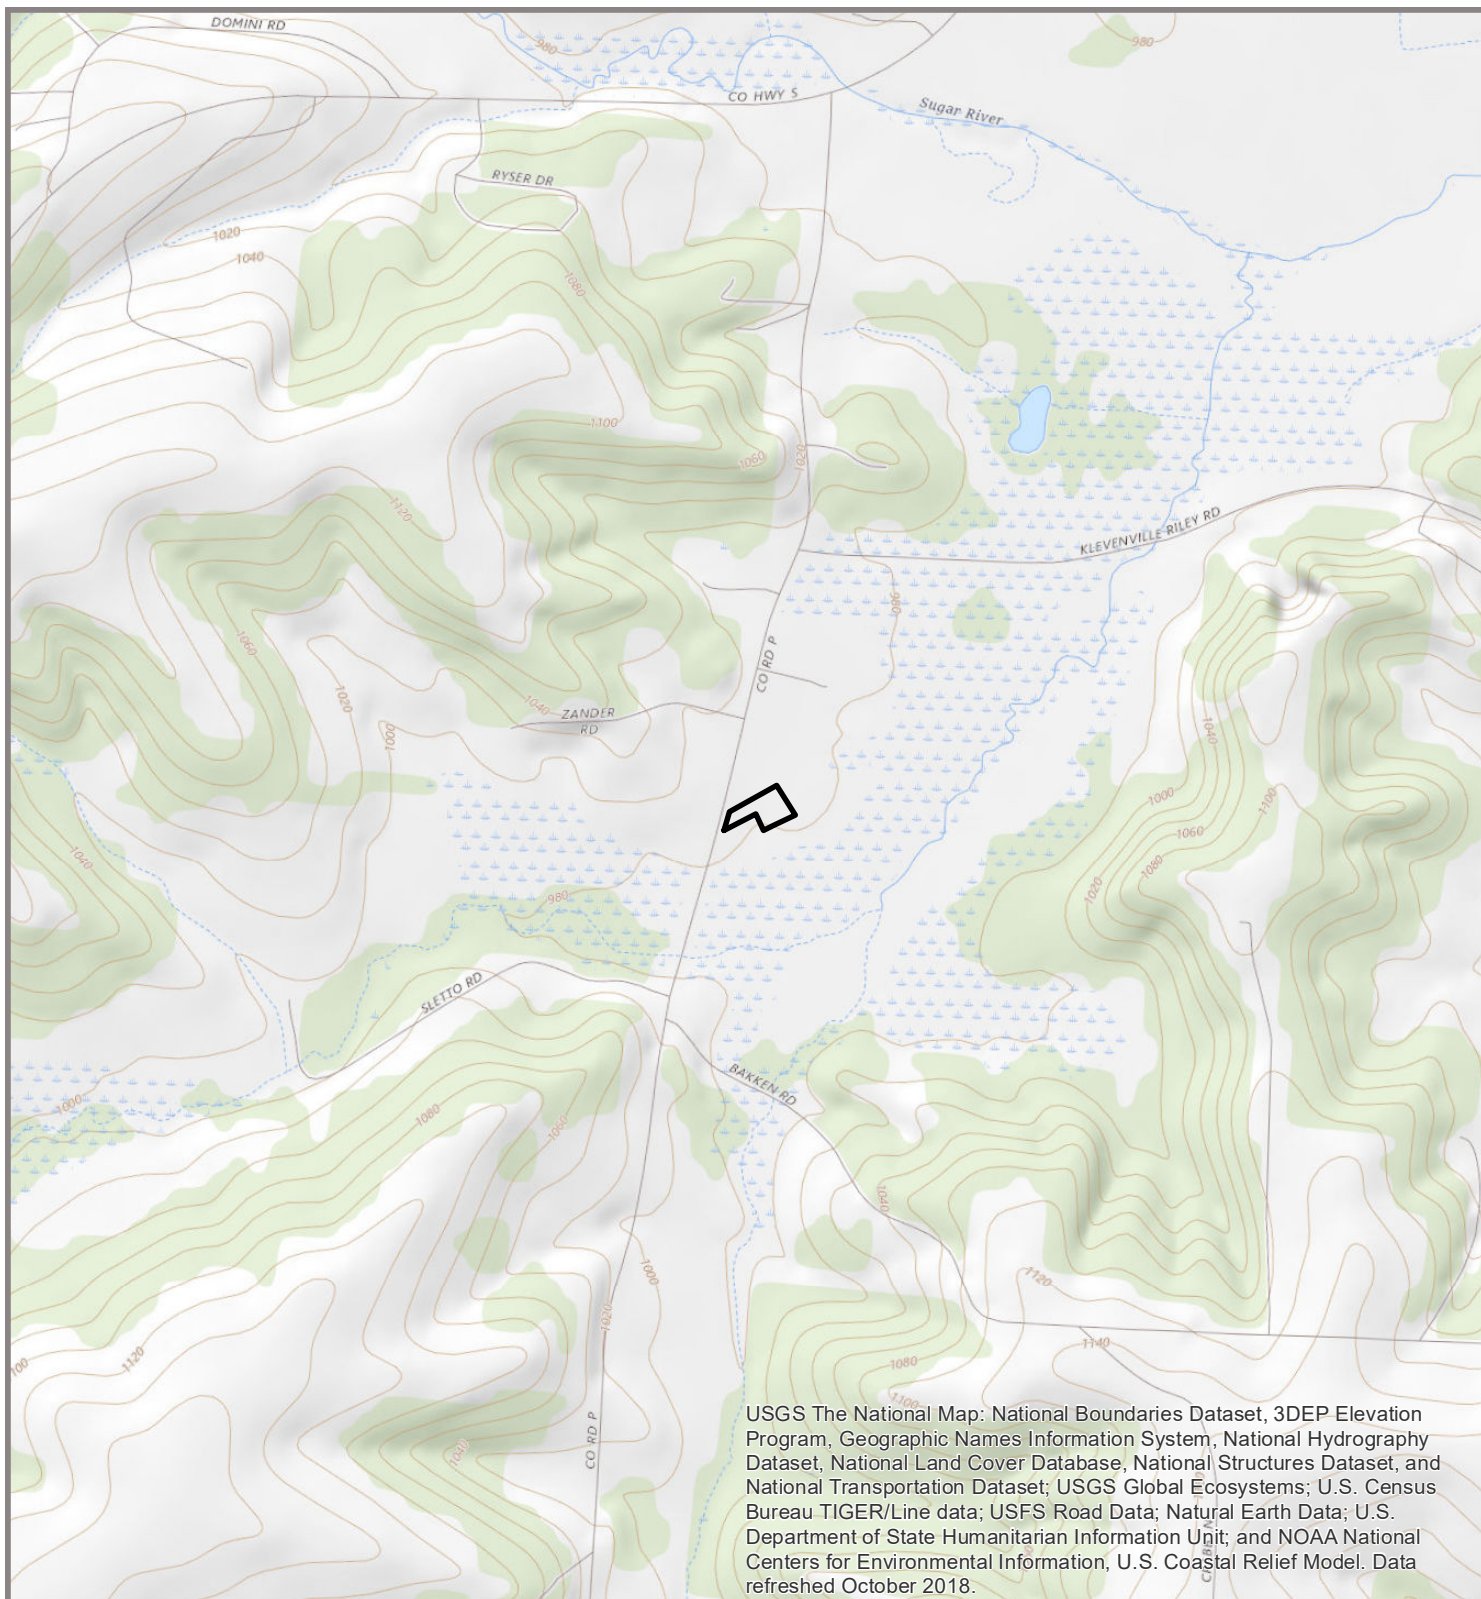 DOMINI RD
980
980
CO HWY S
Sugar River
RYSER DR
1020
1040
1080
1100
1060
1020
1120
KLEVENVILLE RILEY RD
980
1060
CO RD P
1020
1040
ZANDER
RD
1000
1040
1000
1100
1060
1040
1080
1020
980
SLETTO RD
BAKKEN RD
1000
1080
1060
1040
1000
1120
1020
1140
1120
100
1080
1100
CO RD P
1040
USGS The National Map: National Boundaries Dataset, 3DEP Elevation
Program, Geographic Names Information System, National Hydrography
Dataset, National Land Cover Database, National Structures Dataset, and
National Transportation Dataset; USGS Global Ecosystems; U.S. Census
Bureau TIGER/Line data; USFS Road Data; Natural Earth Data; U.S.
Department of State Humanitarian Information Unit; and NOAA National
Centers for Environmental Information, U.S. Coastal Relief Model. Data
refreshed October 2018.